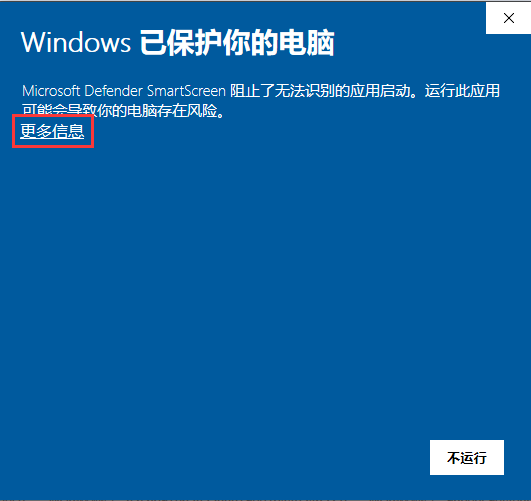 Windows 已保护你的电脑
Microsoft Defender SmartScreen 阻止了无法识别的应用启动。运行此应用
可能会导致你的电脑存在风险。
更多信息
不运行